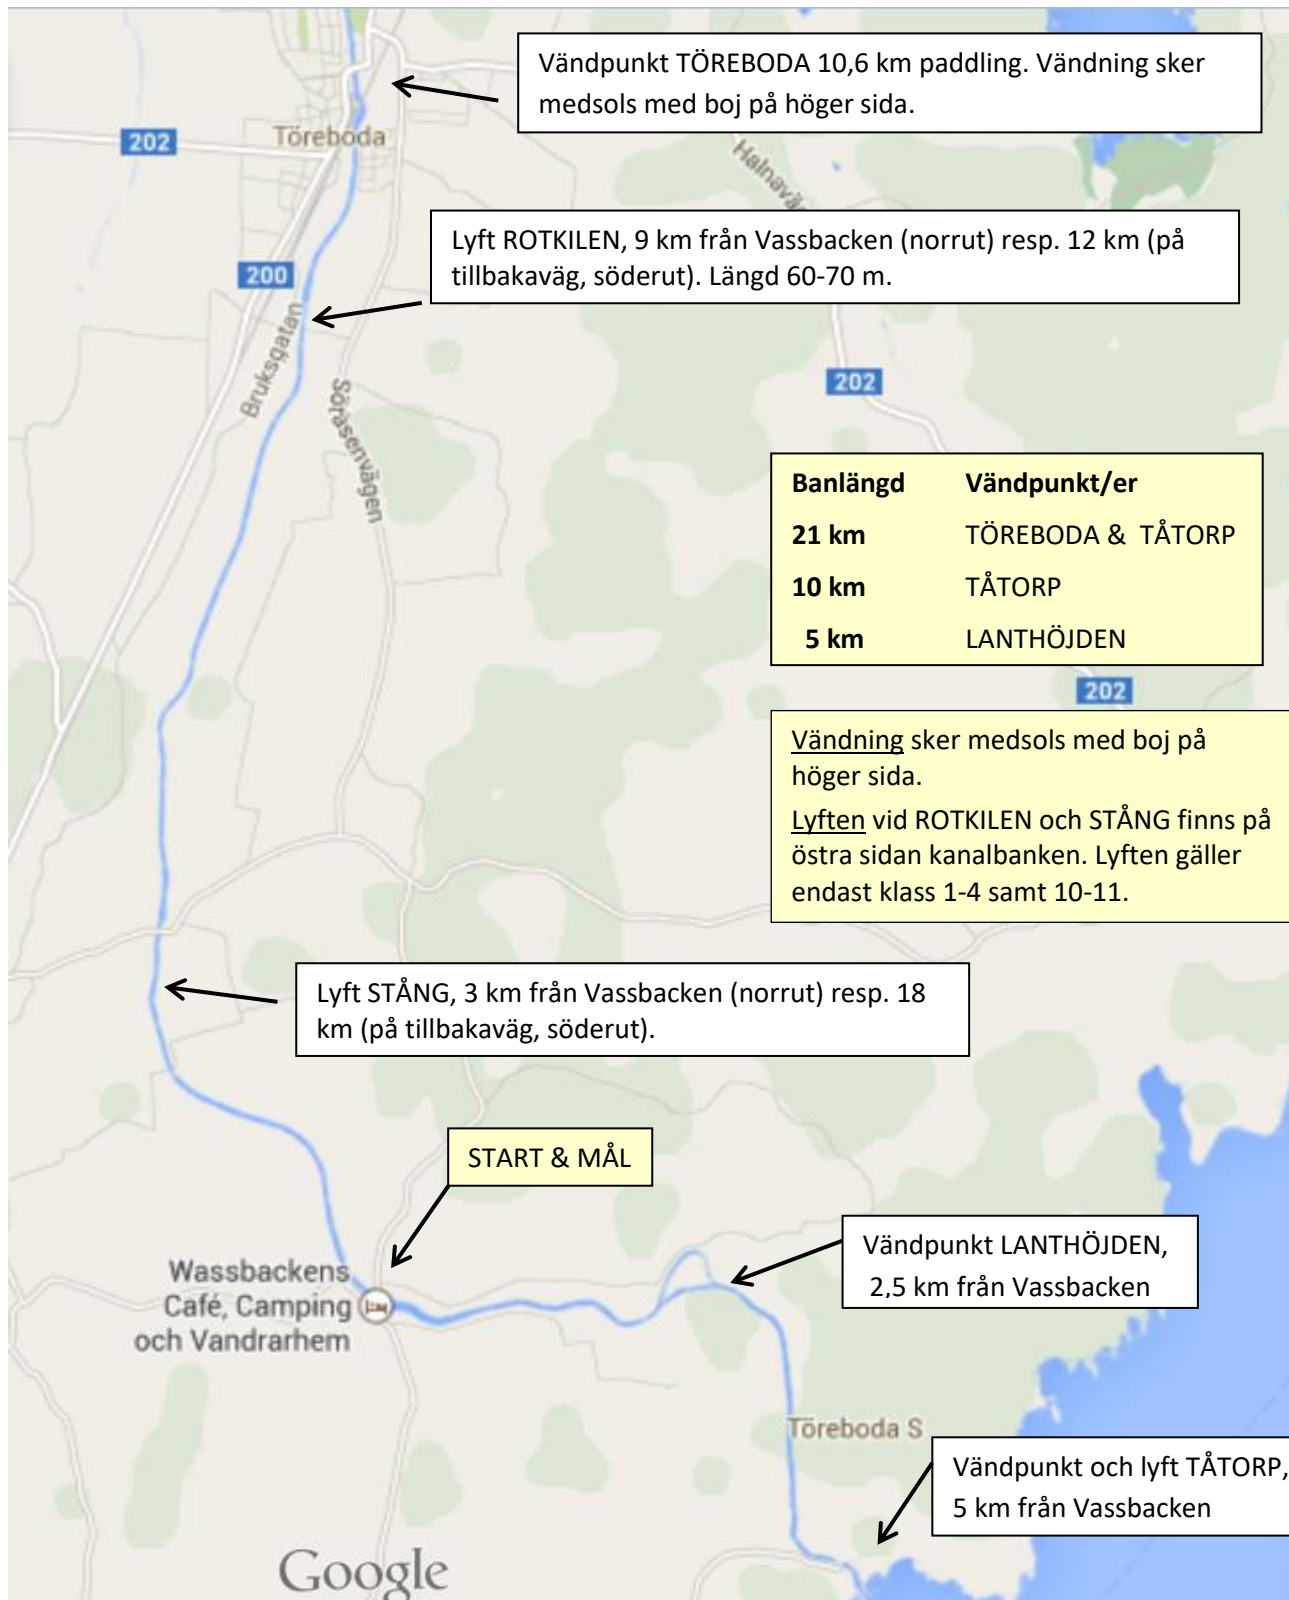 Vändpunkt TÖREBODA 10,6 km paddling. Vändning sker
medsols med boj på höger sida.
202
Töreboda
Halnavä
Lyft ROTKILEN, 9 km från Vassbacken (norrut) resp. 12 km (på
tillbakaväg, söderut). Längd 60-70 m.
200
Bruksgatan
Söråsenvägen
202
Banlängd Vändpunkt/er
21 km TÖREBODA & TÅTORP
10 km TÅTORP
5 km LANTHÖJDEN
202
Vändning sker medsols med boj på
höger sida.
Lyften vid ROTKILEN och STÅNG finns på
östra sidan kanalbanken. Lyften gäller
endast klass 1-4 samt 10-11.
Lyft STÅNG, 3 km från Vassbacken (norrut) resp. 18
km (på tillbakaväg, söderut).
START & MÅL
Vändpunkt LANTHÖJDEN,
2,5 km från Vassbacken
Wassbackens
Café, Camping
och Vandrarhem
Töreboda S
Vändpunkt och lyft TÅTORP,
5 km från Vassbacken
Google